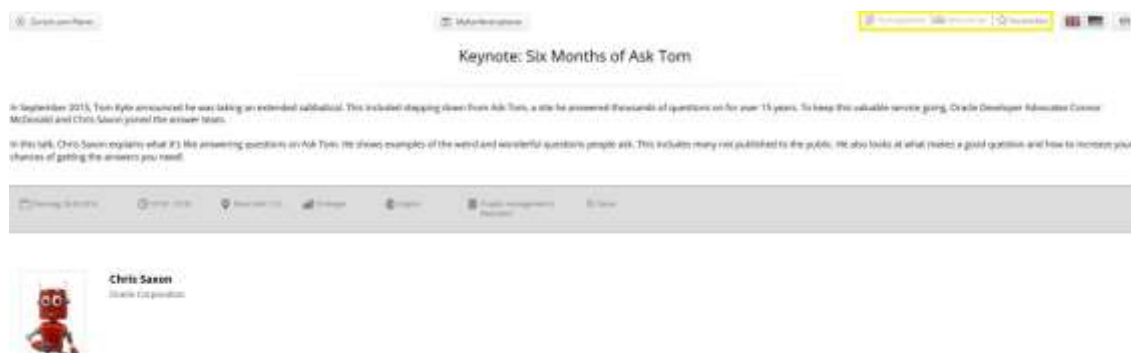 Keynote: Six Months of Ask Tom
In September 2015, Tom Kyte announced he was taking an extended sabbatical. This included stepping down from Ask Tom, a site he answered thousands of questions on for over 15 years. To keep this valuable service going, Oracle Developer Advocates Connor
McDonald and Chris Saxon joined the answer team.
In this talk, Chris Saxon explains what it's like answering questions on Ask Tom. He shows examples of the weird and wonderful questions people ask. This includes many not published to the public. He also looks at what makes a good question and how to increase your
chances of getting the answers you need!
Chris Saxon
Oracle Corporation